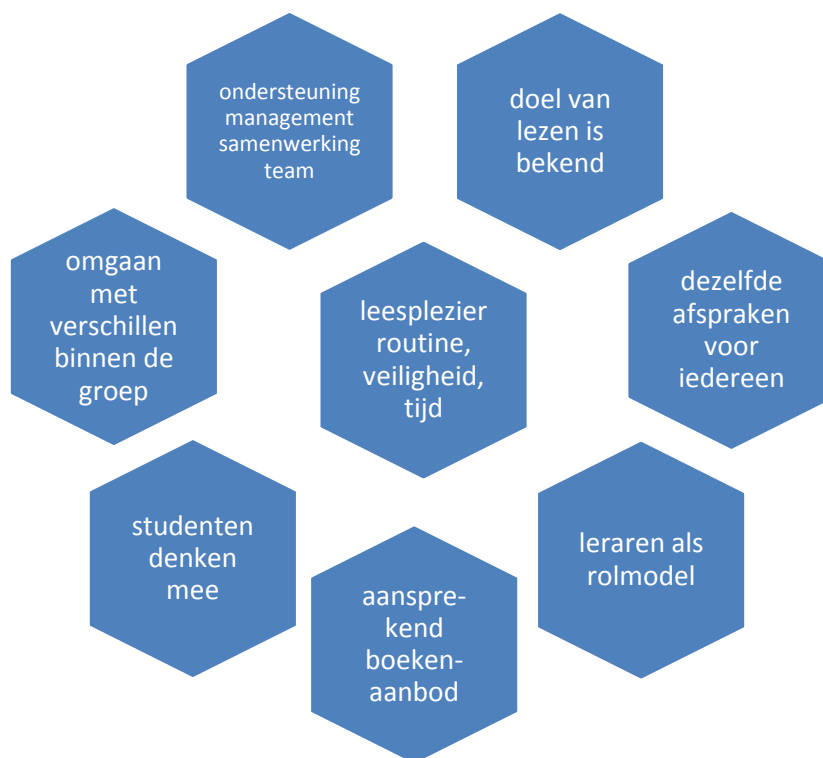 ondersteuning
management
samenwerking
team
doel van
lezen is
bekend
omgaan
met
verschillen
binnen de
groep
leesplezier
routine,
veiligheid,
tijd
dezelfde
afspraken
voor
iedereen
studenten
denken
mee
aanspre-
kend
boeken-
aanbod
leraren als
rolmodel